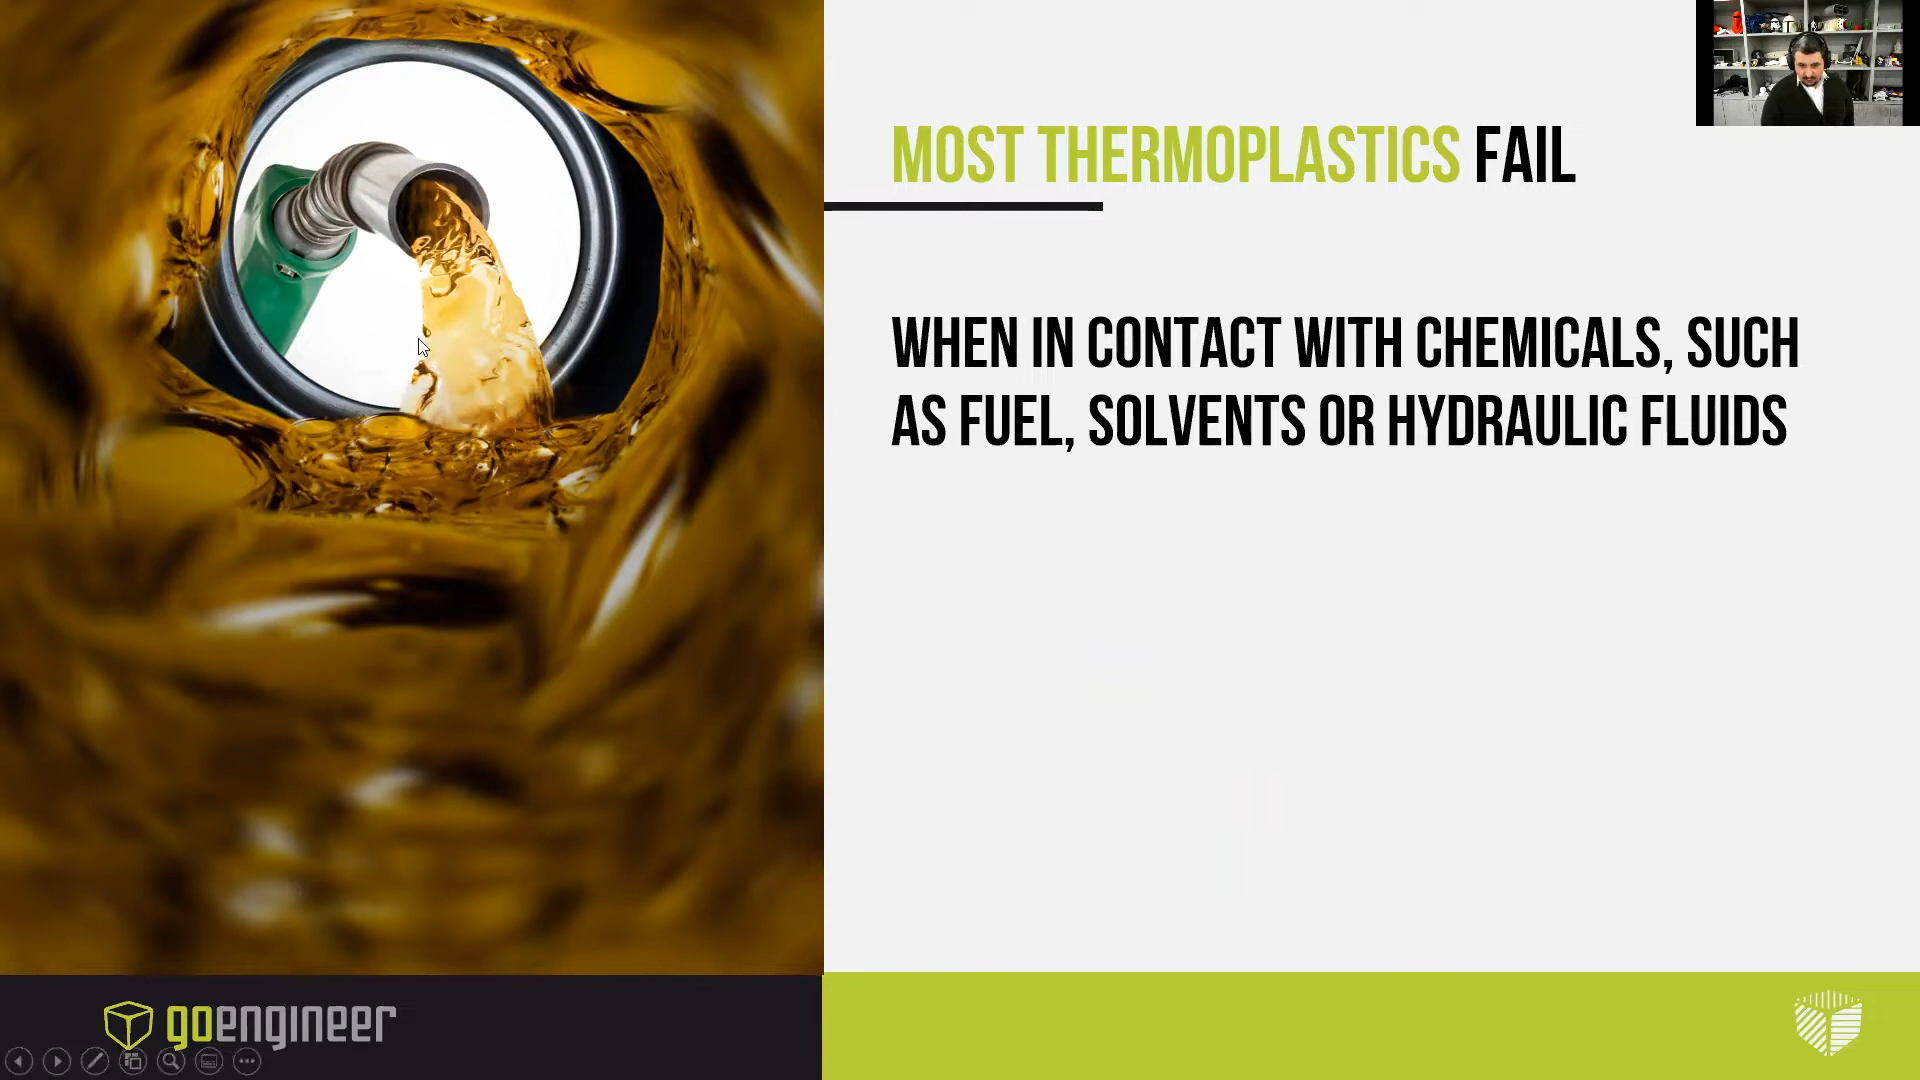 MOST THERMOPLASTICS FAIL
WHEN IN CONTACT WITH CHEMICALS, SUCH
AS FUEL, SOLVENTS OR HYDRAULIC FLUIDS
goengineer